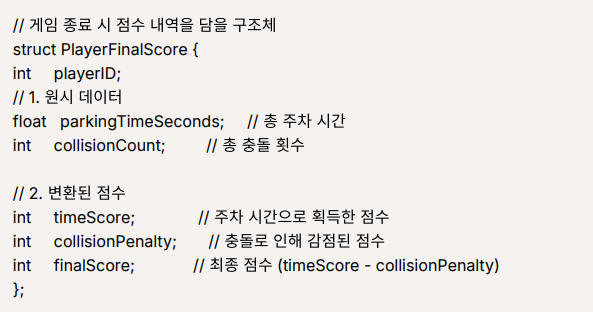 // 게임 종료 시 점수 내역을 담을 구조체
struct PlayerFinalScore {
int playerID;
// 1. 원시 데이터
float parkingTimeSeconds; // 총 주차 시간
int collisionCount; // 총 충돌 횟수
// 2. 변환된 점수
int timeScore; // 주차 시간으로 획득한 점수
int collisionPenalty; // 충돌로 인해 감점된 점수
int finalScore; // 최종 점수 (timeScore - collisionPenalty)
};